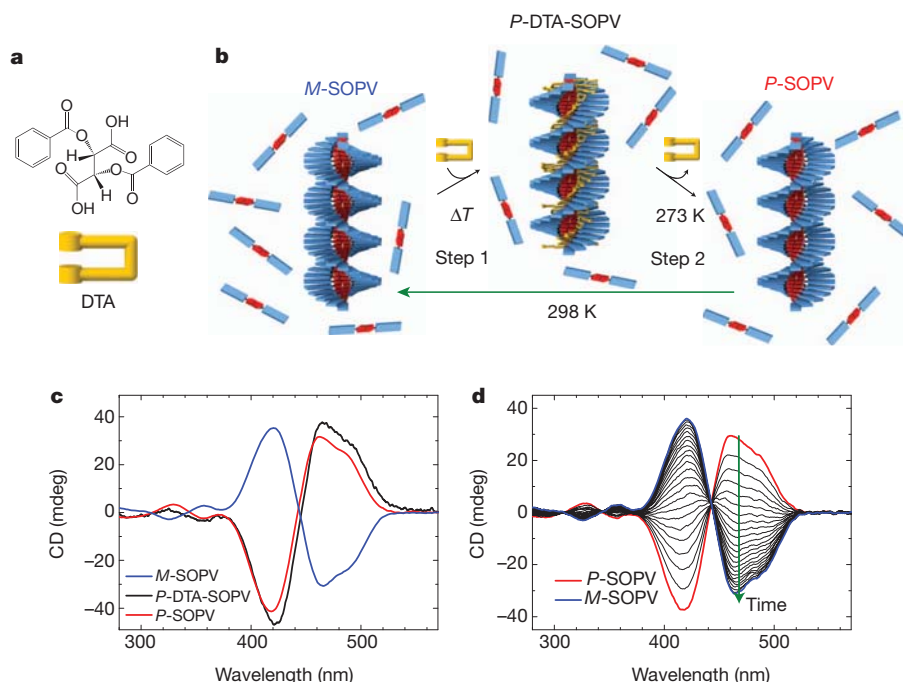 a
O
O
OH
H
O
O
H
O
OH
O
O
DTA
b
P-DTA-SOPV
M-SOPV
P-SOPV
ΔT
273 K
Step 1
Step 2
298 K
c
40
20
0
−20
−40
CD (mdeg)
M-SOPV
P-DTA-SOPV
P-SOPV
300 400 500
Wavelength (nm)
d
40
20
0
−20
−40
CD (mdeg)
P-SOPV
M-SOPV
Time
300 400 500
Wavelength (nm)